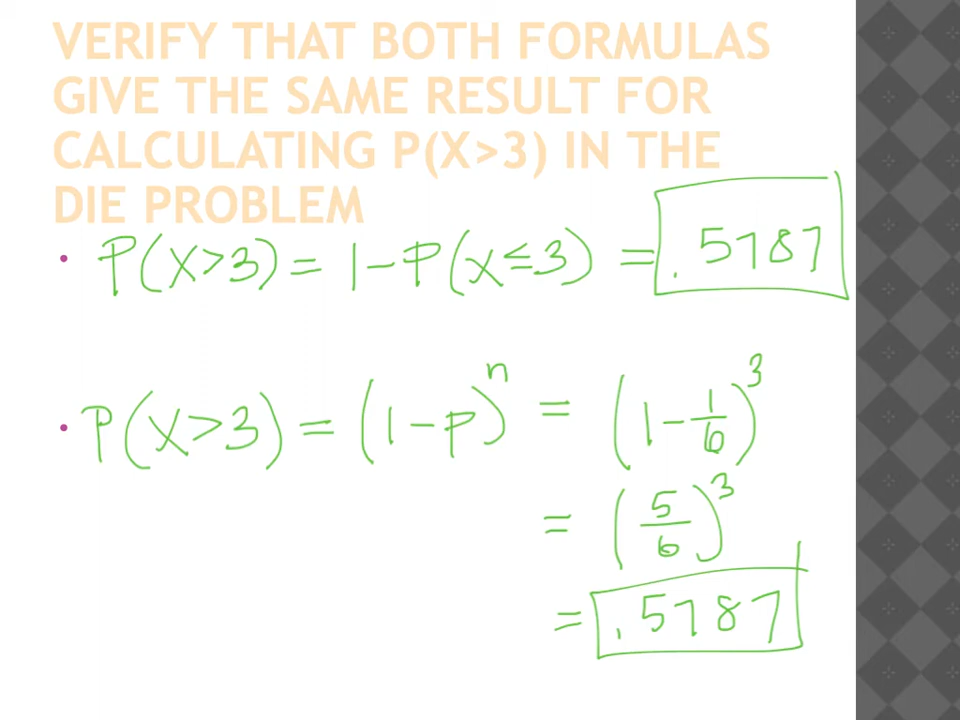 VERIFY THAT BOTH FORMULAS
GIVE THE SAME RESULT FOR
CALCULATING P(X>3) IN THE
DIE PROBLEM
• P(X>3) = 1-P(x≤3) = .5787
• P(X>3) = (1-p)^n = (1-1/6)^3
= (5/6)^3
= .5787